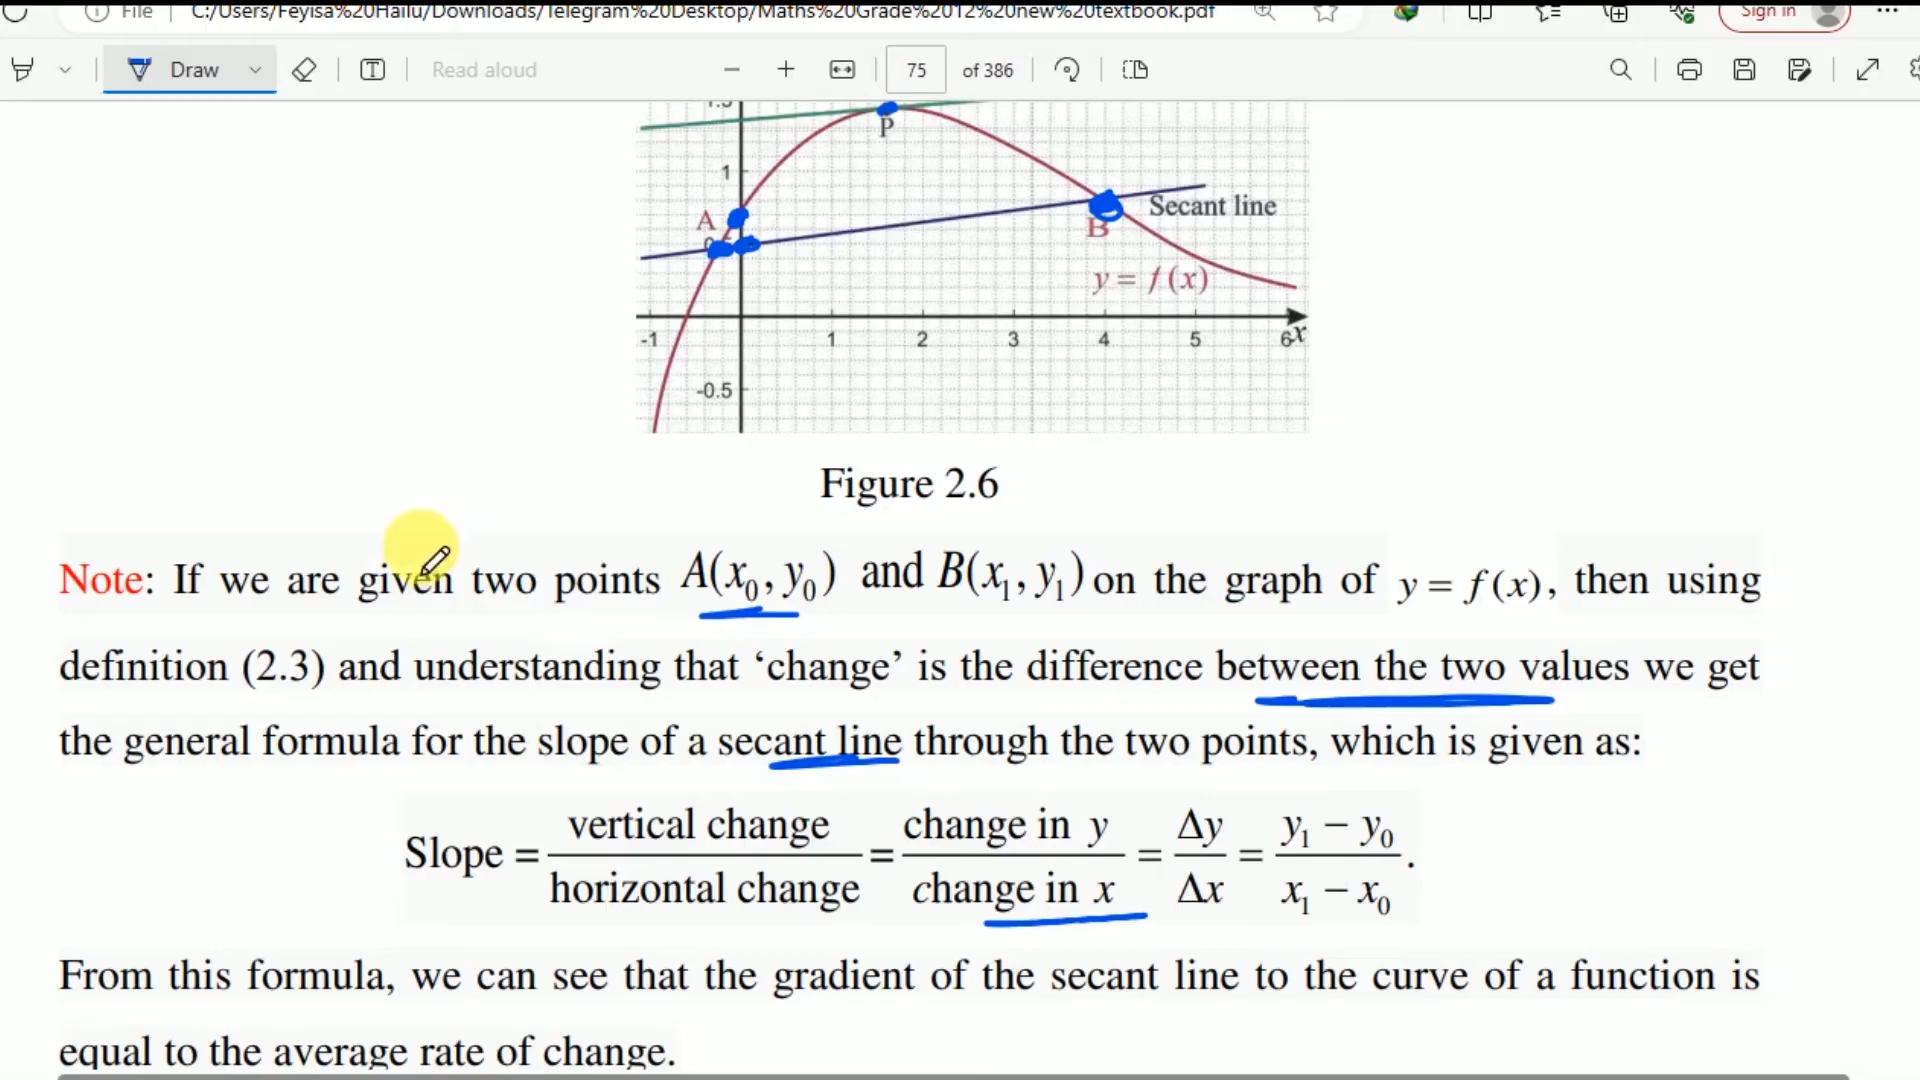 File C:/Users/Feyisa%20Hailu/Downloads/Telegram%20Desktop/Maths%20Grade%2012%20new%20textbook.pdf Sign in
Draw Read aloud 75 of 386
P
1
A
Secant line
B
y = f (x)
-1 1 2 3 4 5 6 x
-0.5
Figure 2.6
Note: If we are given two points A(x₀, y₀) and B(x₁, y₁) on the graph of y = f (x), then using
definition (2.3) and understanding that ‘change’ is the difference between the two values we get
the general formula for the slope of a secant line through the two points, which is given as:
Slope = vertical change / horizontal change = change in y / change in x = Δy / Δx = y₁ − y₀ / x₁ − x₀ .
From this formula, we can see that the gradient of the secant line to the curve of a function is
equal to the average rate of change.